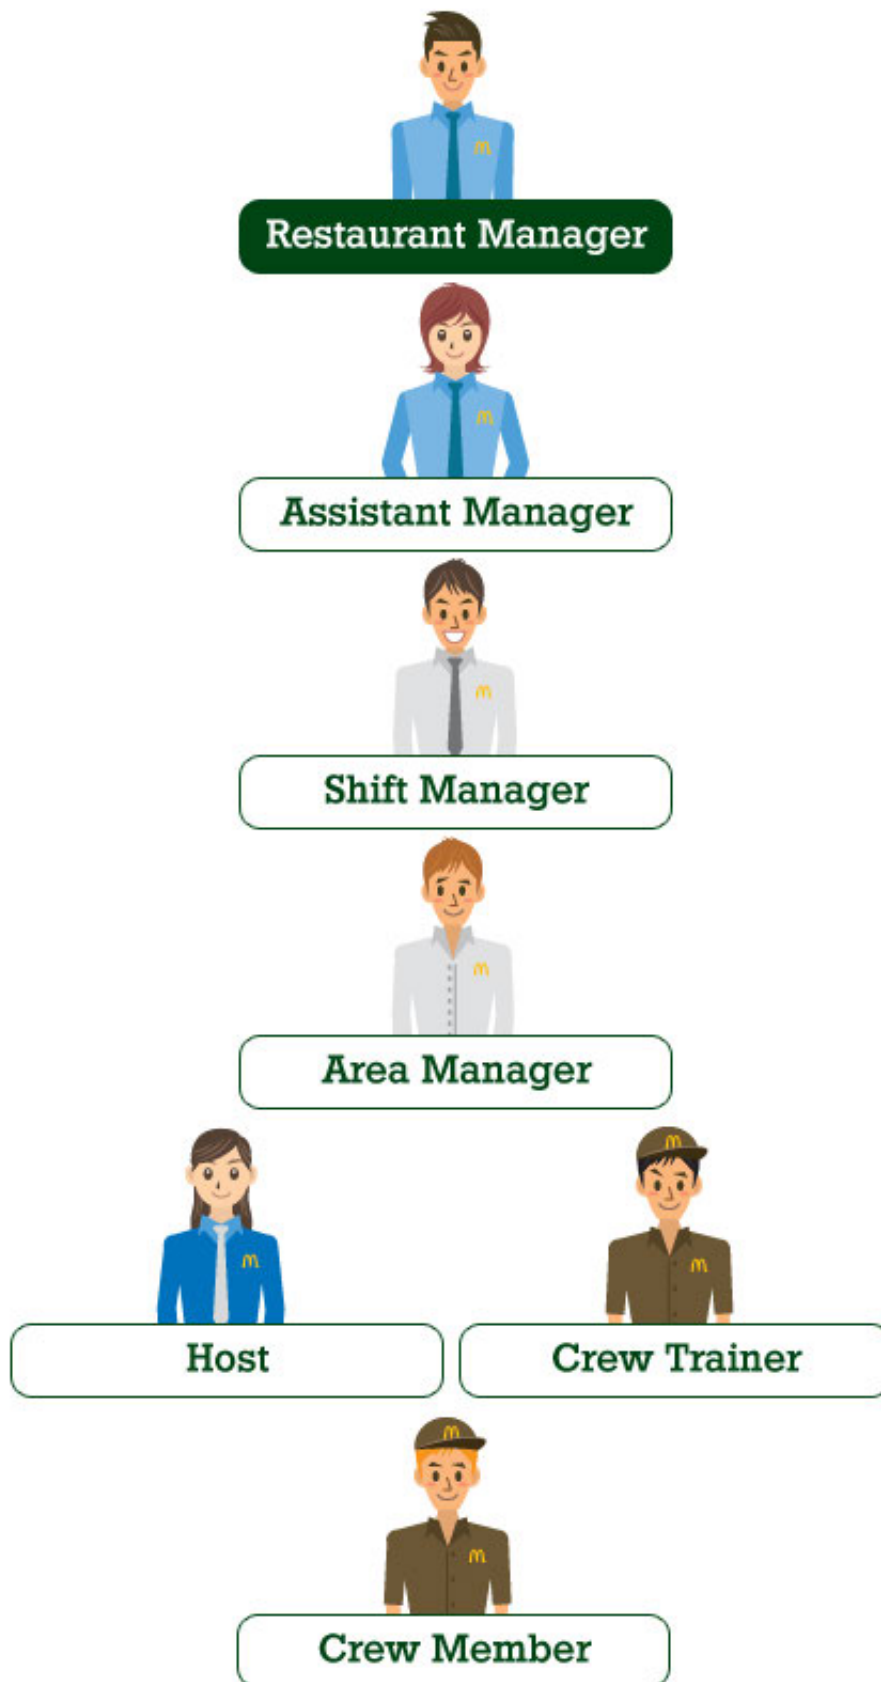 Restaurant Manager
Assistant Manager
Shift Manager
Area Manager
Host
Crew Trainer
Crew Member